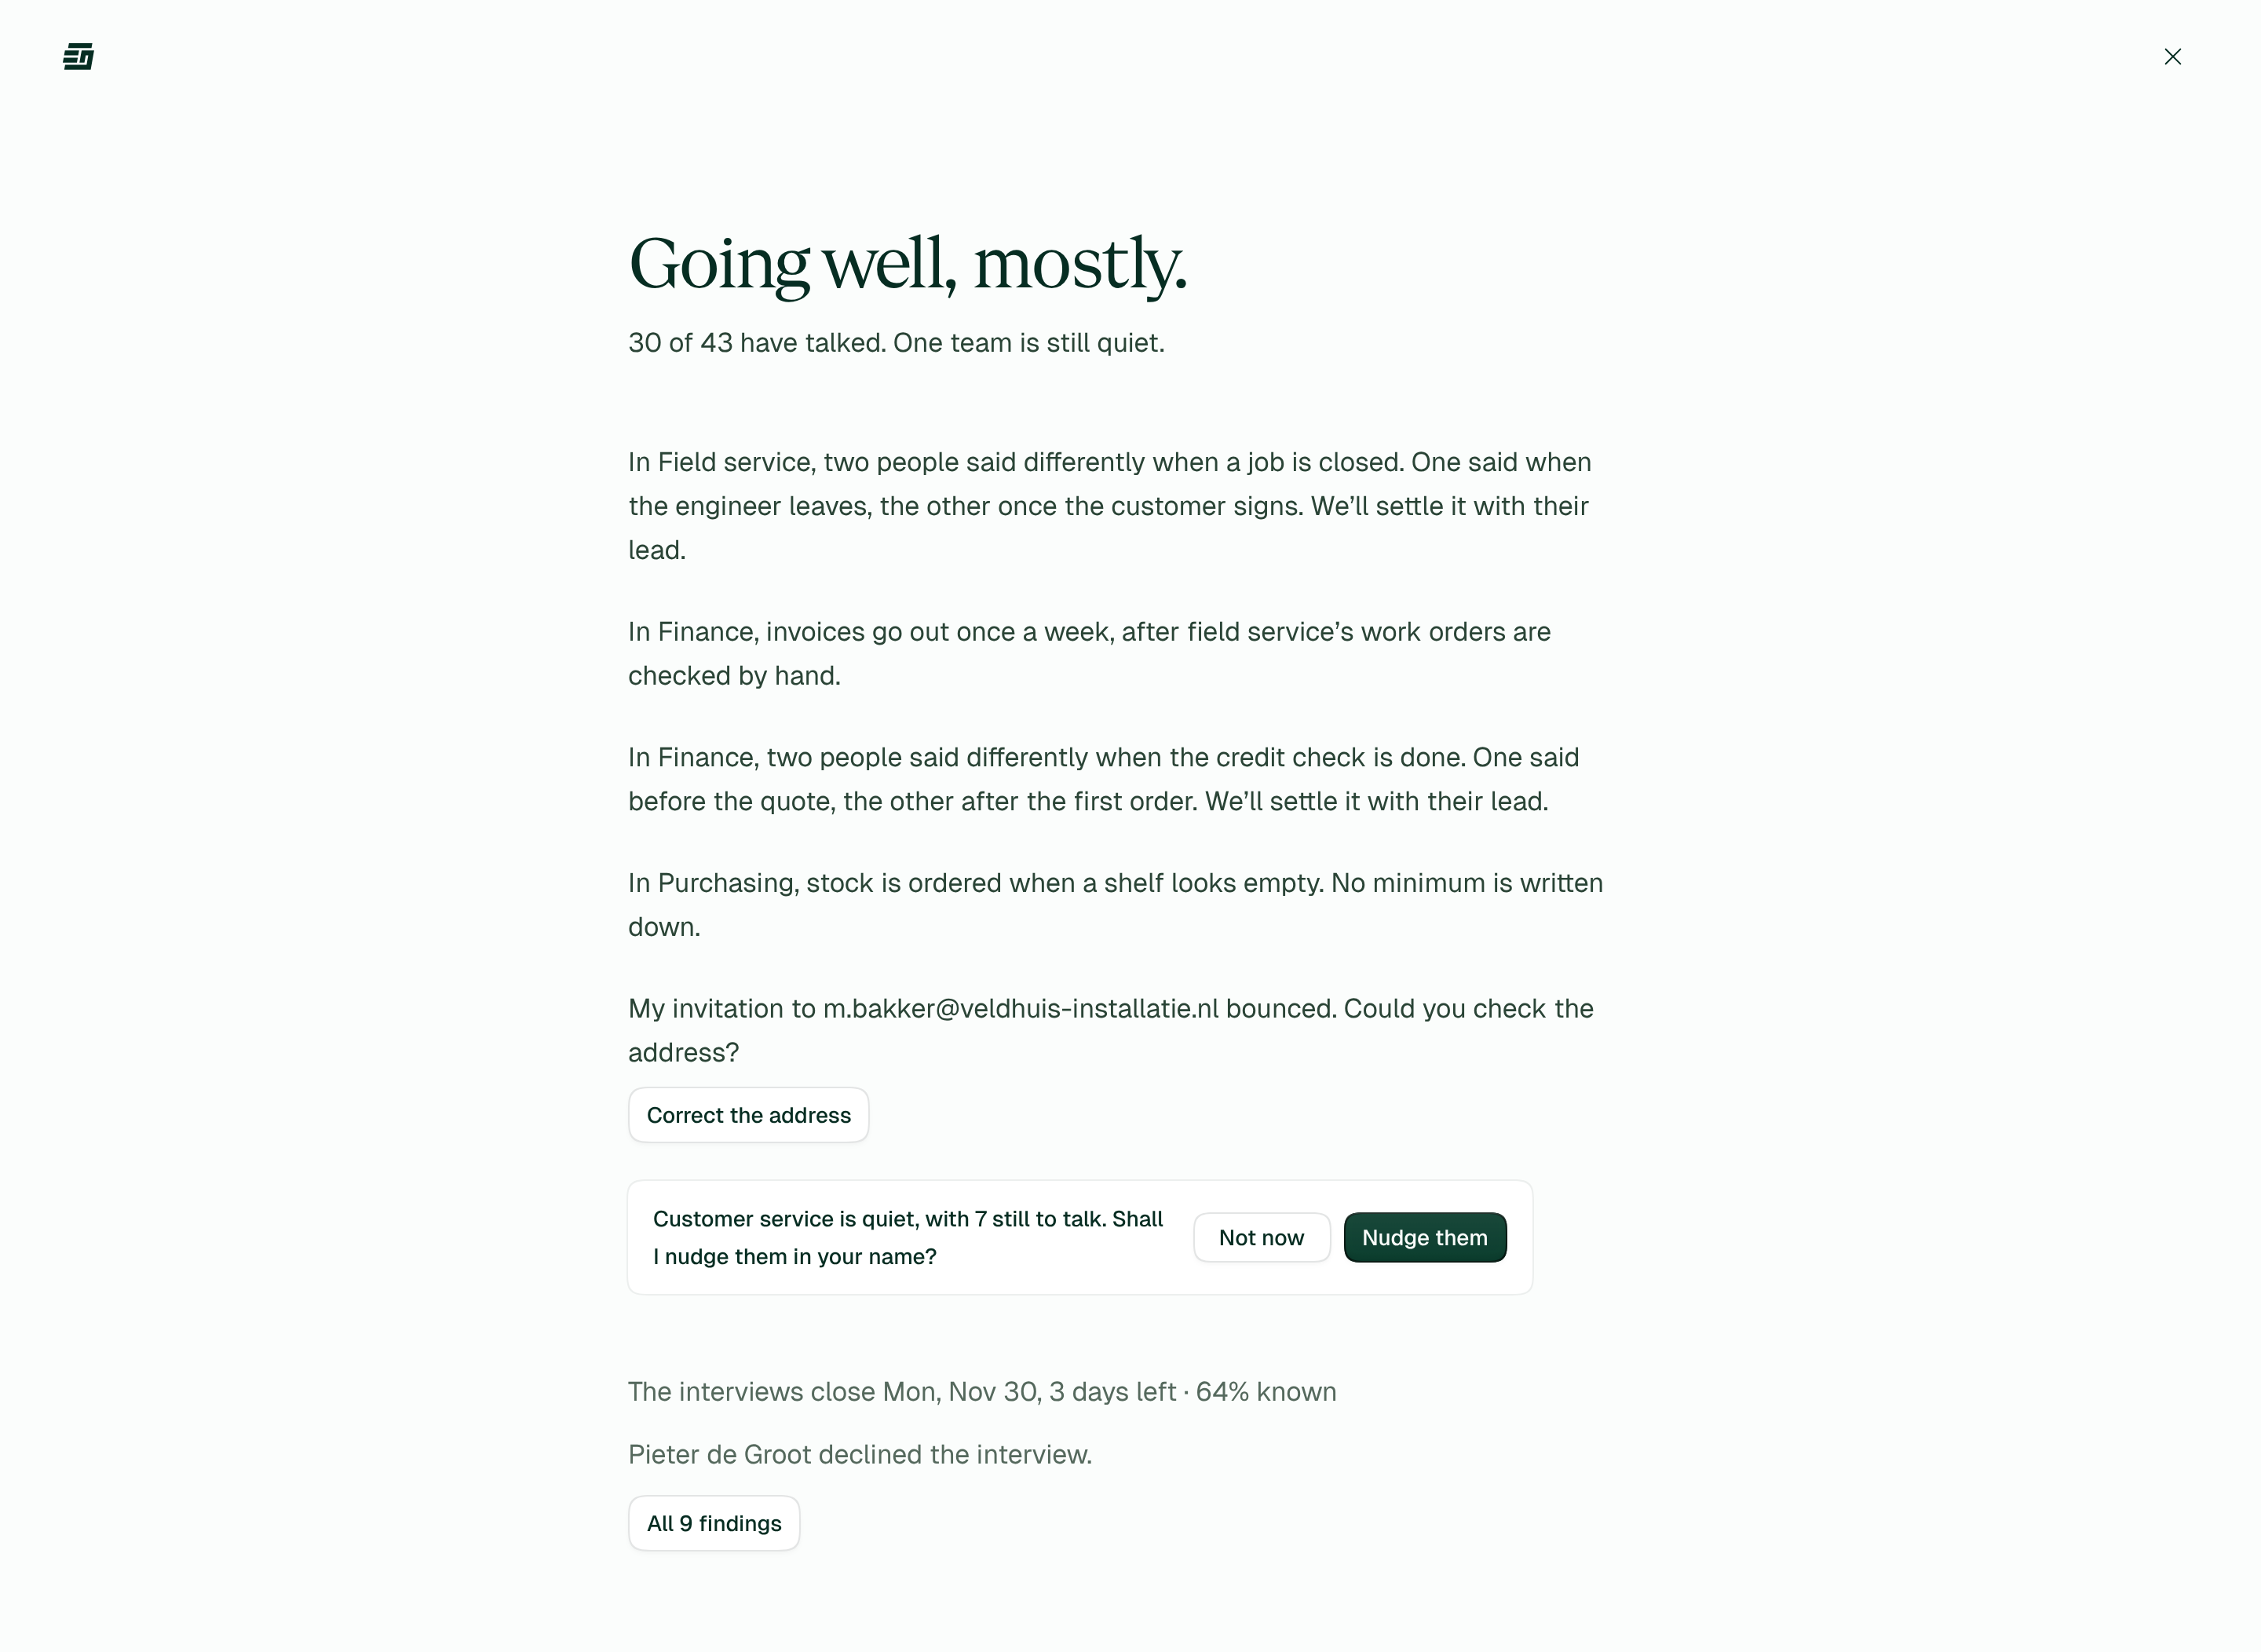 Going well, mostly.
30 of 43 have talked. One team is still quiet.
In Field service, two people said differently when a job is closed. One said when
the engineer leaves, the other once the customer signs. We’ll settle it with their
lead.
In Finance, invoices go out once a week, after field service’s work orders are
checked by hand.
In Finance, two people said differently when the credit check is done. One said
before the quote, the other after the first order. We’ll settle it with their lead.
In Purchasing, stock is ordered when a shelf looks empty. No minimum is written
down.
My invitation to m.bakker@veldhuis-installatie.nl bounced. Could you check the
address?
Correct the address
Customer service is quiet, with 7 still to talk. Shall
I nudge them in your name?
Not now
Nudge them
The interviews close Mon, Nov 30, 3 days left · 64% known
Pieter de Groot declined the interview.
All 9 findings